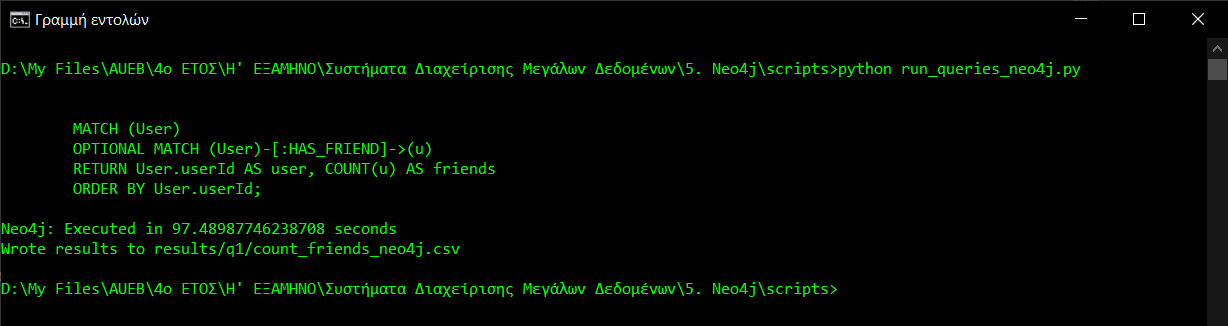 Γραμμή εντολών
D:\My Files\AUEB\4ο ΕΤΟΣ\Η' ΕΞΑΜΗΝΟ\Συστήματα Διαχείρισης Μεγάλων Δεδομένων\5. Neo4j\scripts>python run_queries_neo4j.py
MATCH (User)
OPTIONAL MATCH (User)-[:HAS_FRIEND]->(u)
RETURN User.userId AS user, COUNT(u) AS friends
ORDER BY User.userId;
Neo4j: Executed in 97.48987746238708 seconds
Wrote results to results/q1/count_friends_neo4j.csv
D:\My Files\AUEB\4ο ΕΤΟΣ\Η' ΕΞΑΜΗΝΟ\Συστήματα Διαχείρισης Μεγάλων Δεδομένων\5. Neo4j\scripts>